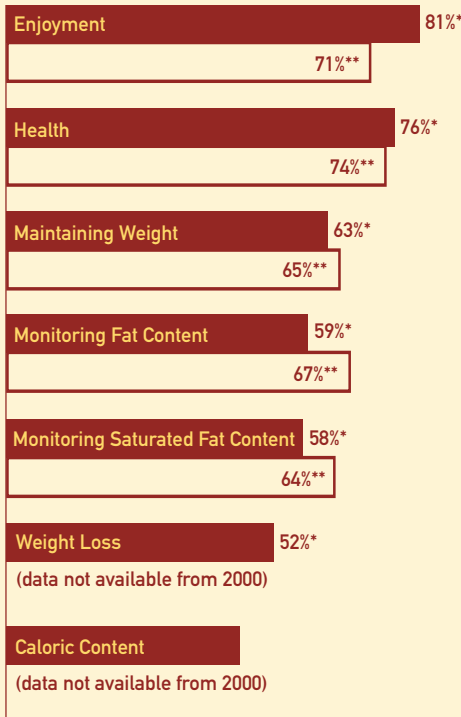 Enjoyment 81%*
71%**
Health 76%*
74%**
Maintaining Weight 63%*
65%**
Monitoring Fat Content 59%*
67%**
Monitoring Saturated Fat Content 58%*
64%**
Weight Loss 52%*
(data not available from 2000)
Caloric Content
(data not available from 2000)